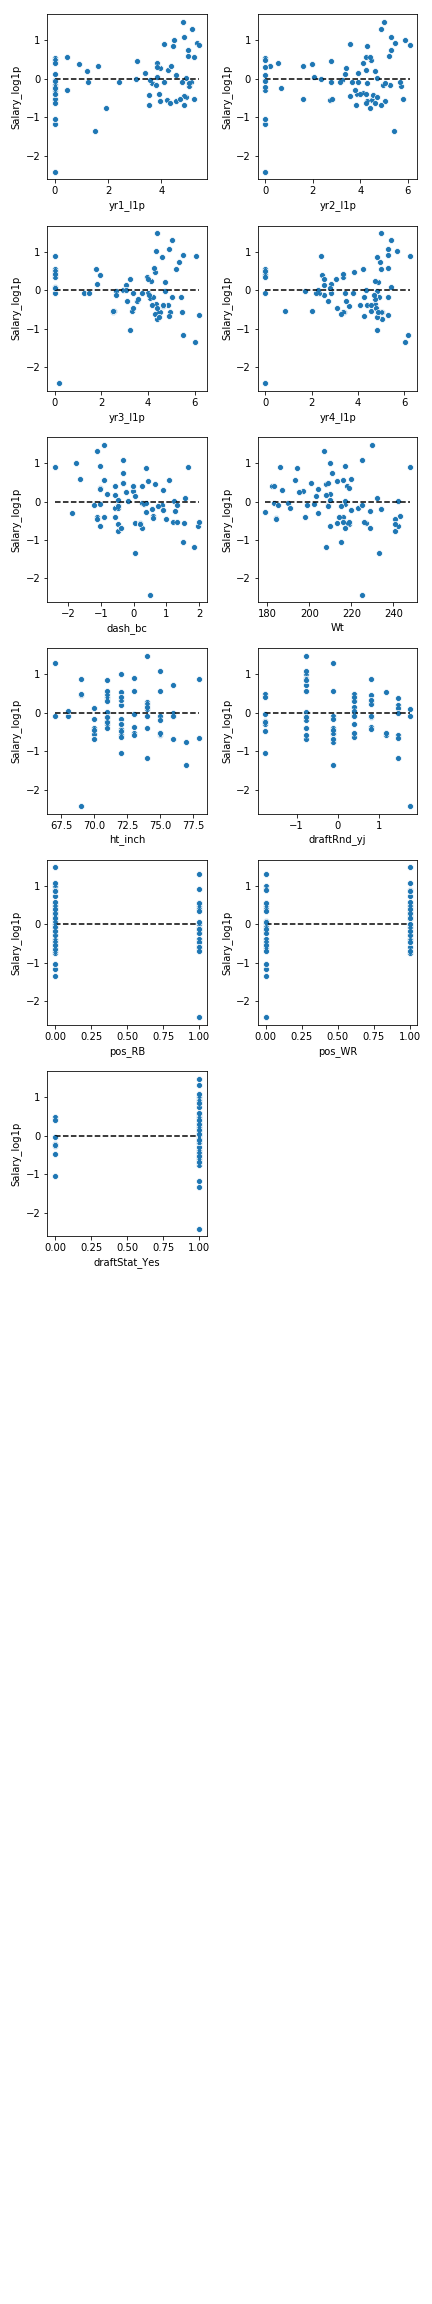 1
0
−1
−2
Salary_log1p
0 2 4
yr1_l1p
1
0
−1
−2
Salary_log1p
0 2 4 6
yr2_l1p
1
0
−1
−2
Salary_log1p
0 2 4 6
yr3_l1p
1
0
−1
−2
Salary_log1p
0 2 4 6
yr4_l1p
1
0
−1
−2
Salary_log1p
−2 −1 0 1 2
dash_bc
1
0
−1
−2
Salary_log1p
180 200 220 240
Wt
1
0
−1
−2
Salary_log1p
67.5 70.0 72.5 75.0 77.5
ht_inch
1
0
−1
−2
Salary_log1p
−1 0 1
draftRnd_yj
1
0
−1
−2
Salary_log1p
0.00 0.25 0.50 0.75 1.00
pos_RB
1
0
−1
−2
Salary_log1p
0.00 0.25 0.50 0.75 1.00
pos_WR
1
0
−1
−2
Salary_log1p
0.00 0.25 0.50 0.75 1.00
draftStat_Yes